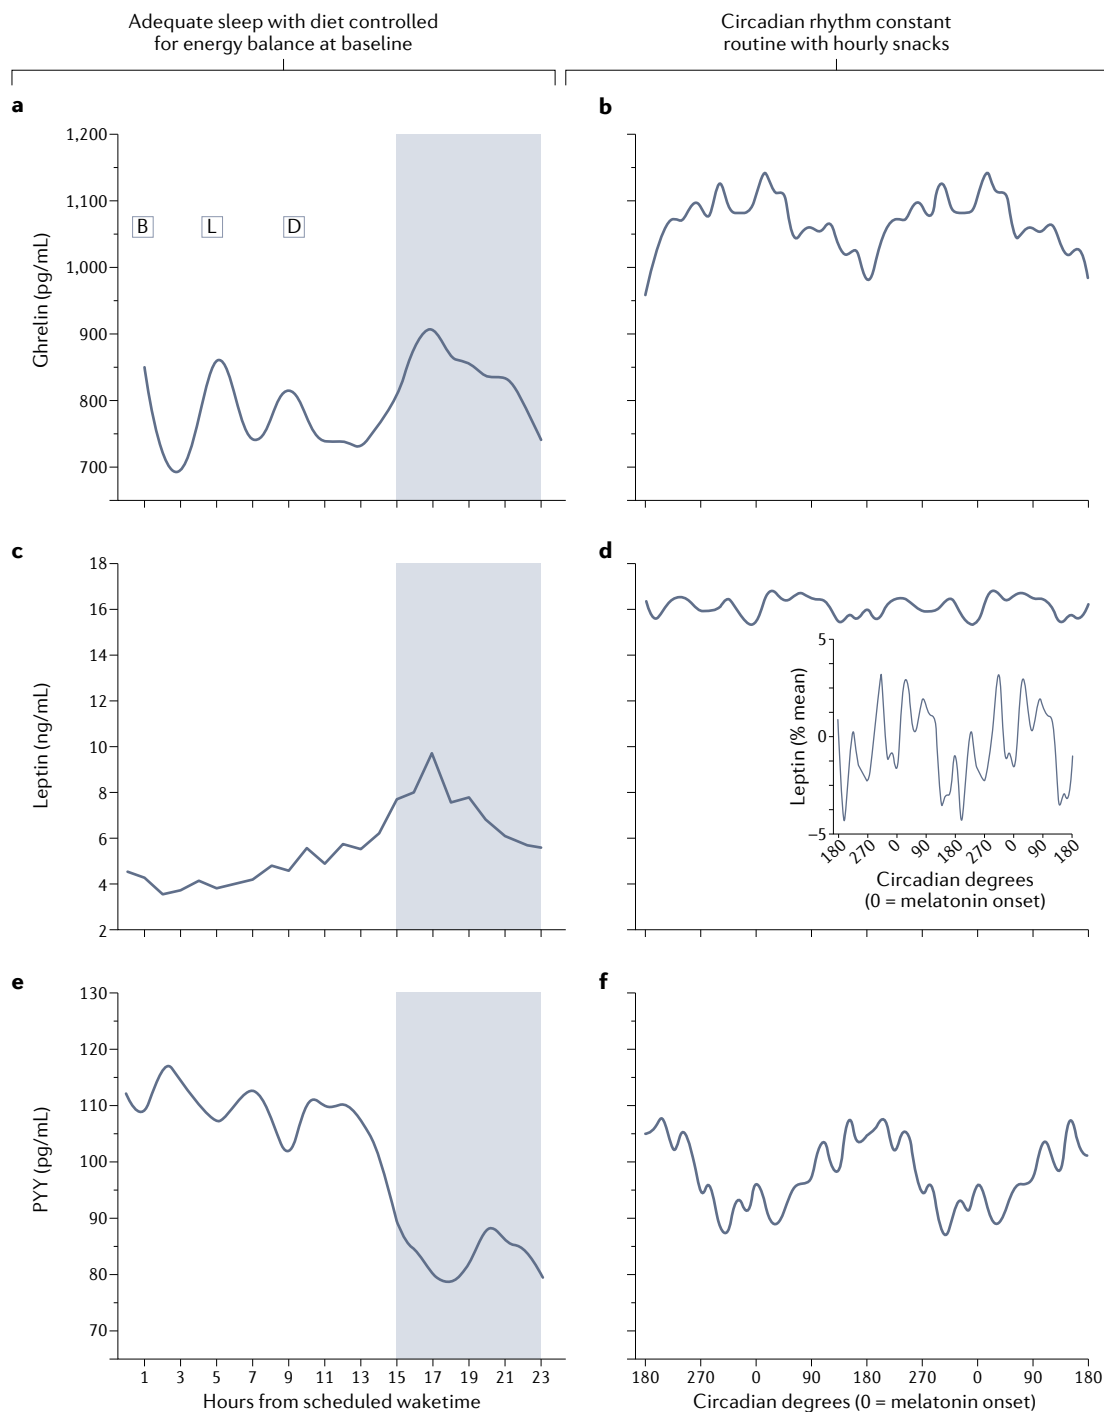 Adequate sleep with diet controlled
for energy balance at baseline
Circadian rhythm constant
routine with hourly snacks
a
Ghrelin (pg/mL)
1,200
1,100
1,000
900
800
700
B
L
D
b
c
Leptin (ng/mL)
18
16
14
12
10
8
6
4
2
d
Leptin (% mean)
5
0
–5
180 270 0 90 180 270 0 90 180
Circadian degrees
(0 = melatonin onset)
e
PYY (pg/mL)
130
120
110
100
90
80
70
1 3 5 7 9 11 13 15 17 19 21 23
Hours from scheduled waketime
f
180 270 0 90 180 270 0 90 180
Circadian degrees (0 = melatonin onset)